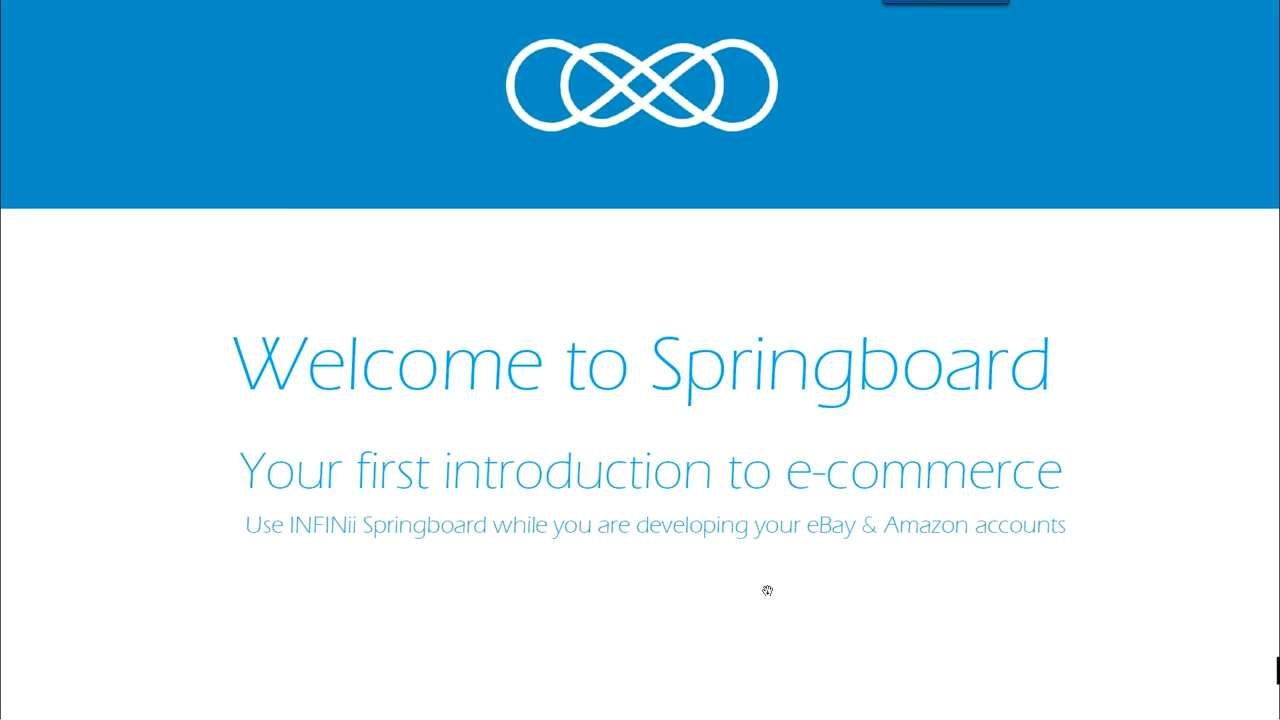 Welcome to Springboard
Your first introduction to e-commerce
Use INFINii Springboard while you are developing your eBay & Amazon accounts